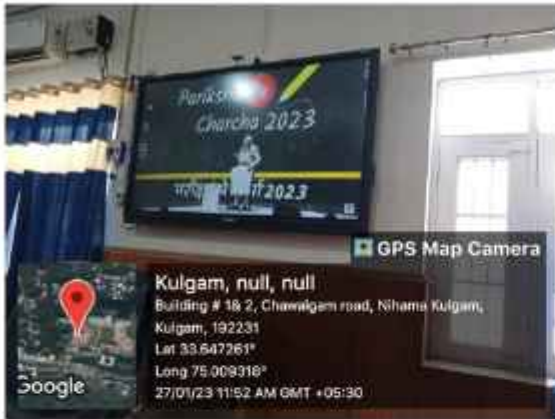 Pariksha
Charcha 2023
परीक्षा पे चर्चा 2023
GPS Map Camera
Kulgam, null, null
Building # 1& 2, Chawalgam road, Nihama Kulgam,
Kulgam, 192231
Lat 33.647261°
Long 75.009318°
27/01/23 11:52 AM GMT +05:30
Google